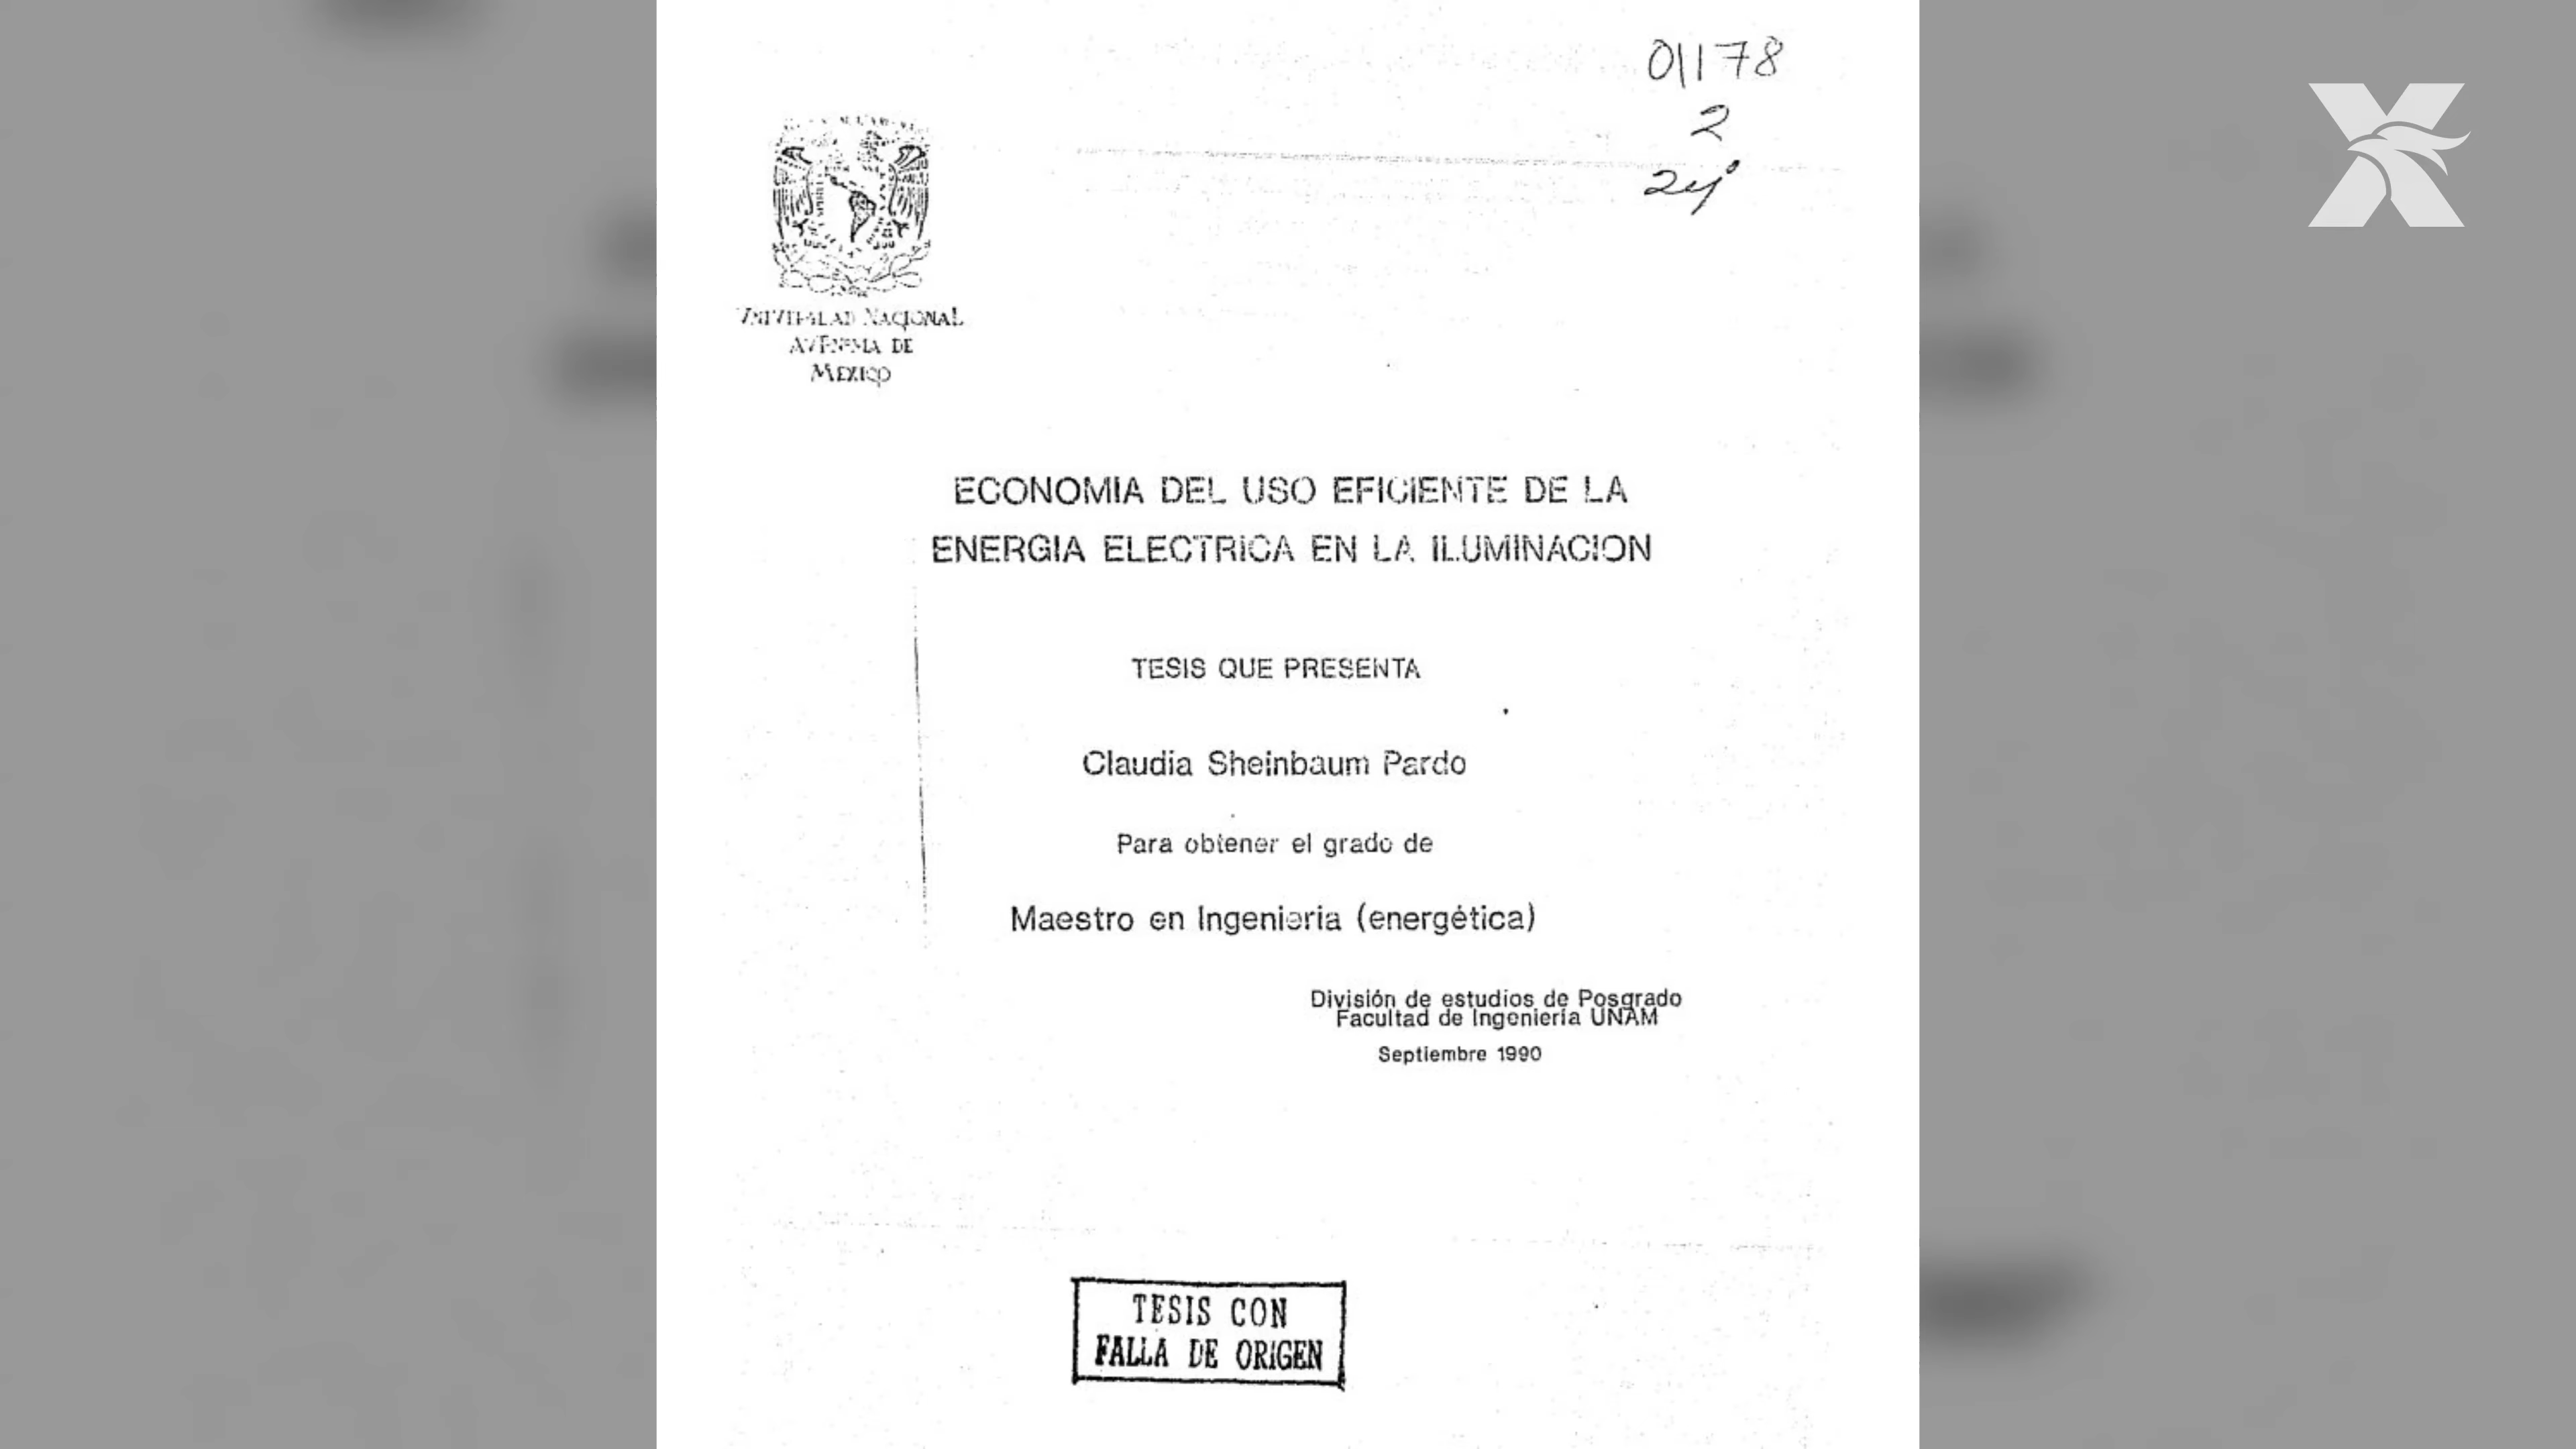 01178
2
2ej
UNIVERSIDAD NACIONAL
AVTÓNOMA DE
MEXICO
ECONOMIA DEL USO EFICIENTE DE LA
ENERGIA ELECTRICA EN LA ILUMINACION
TESIS QUE PRESENTA
Claudia Sheinbaum Pardo
Para obtener el grado de
Maestro en Ingenieria (energética)
División de estudios de Posgrado
Facultad de Ingeniería UNAM
Septiembre 1990
TESIS CON
FALLA DE ORIGEN